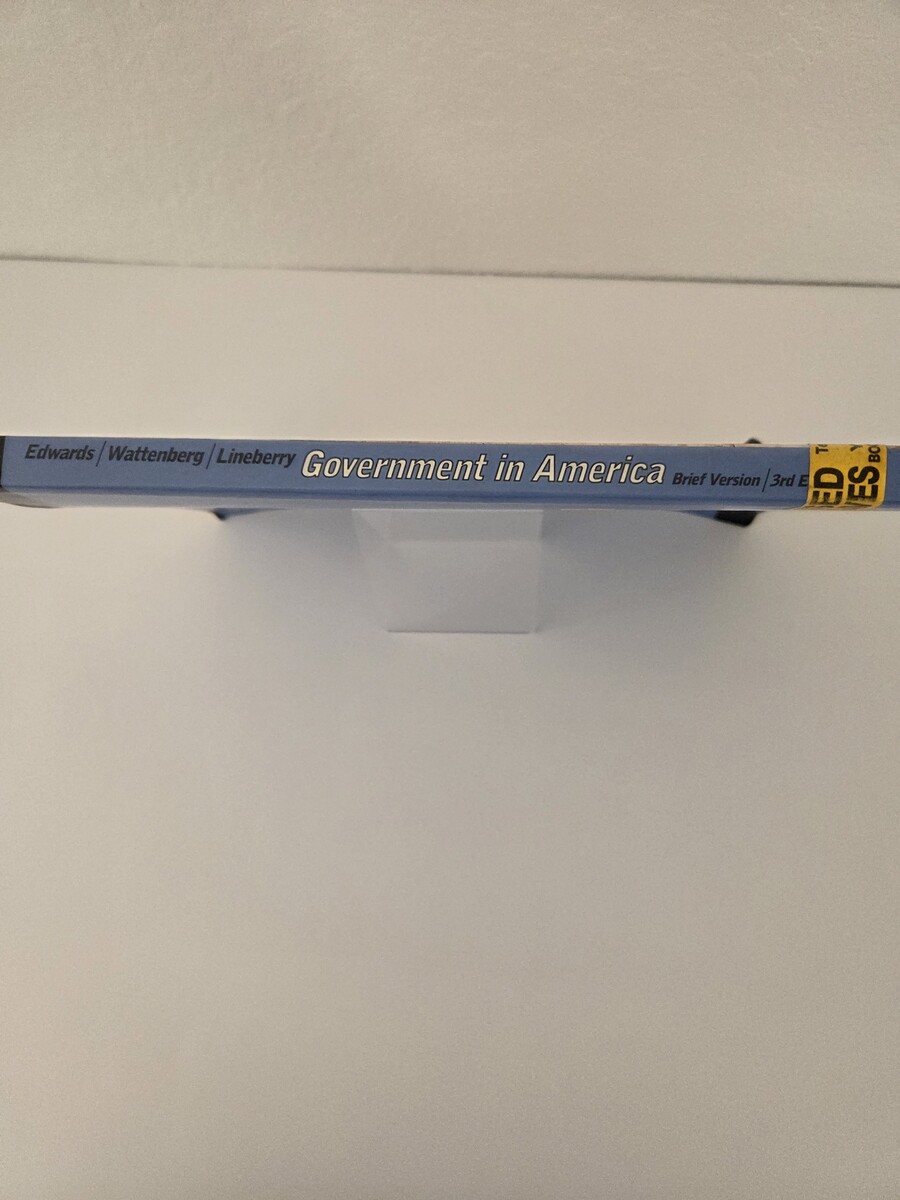 Edwards/Wattenberg/Lineberry Government in America Brief Version/3rd E